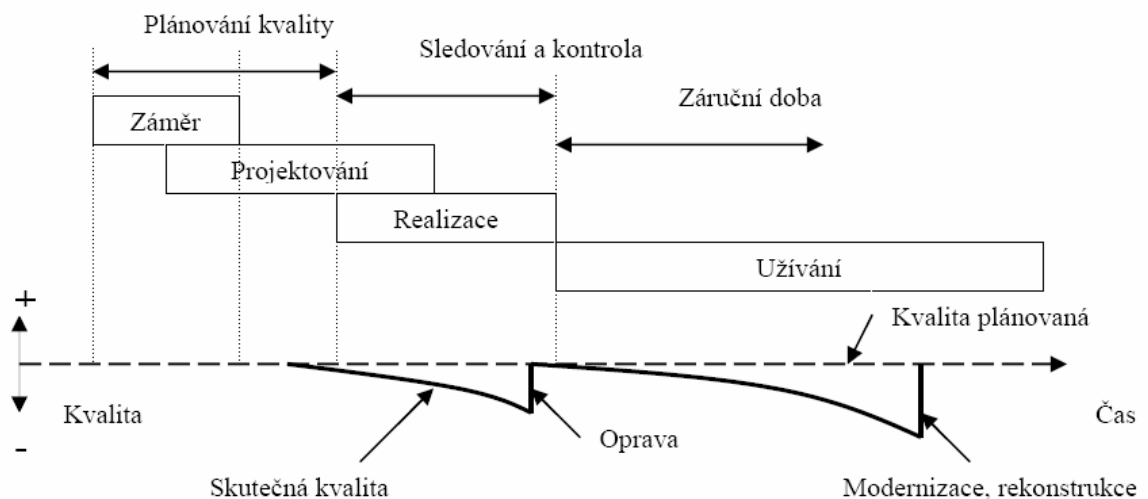 Plánování kvality
Sledování a kontrola
Záruční doba
Záměr
Projektování
Realizace
Užívání
+
Kvalita plánovaná
Kvalita
Čas
-
Oprava
Skutečná kvalita
Modernizace, rekonstrukce